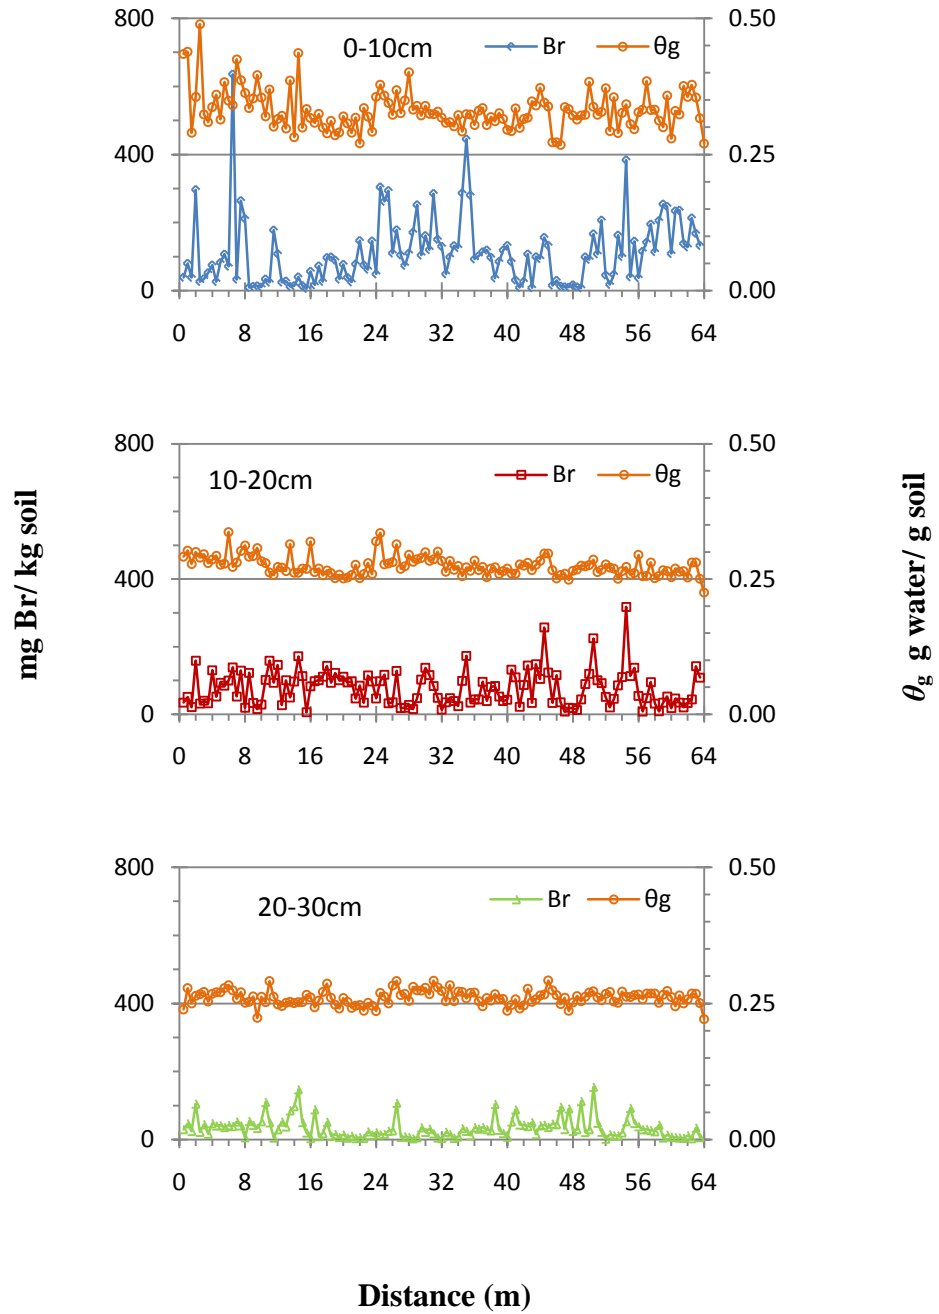 800
0.50
0-10cm
Br
θg
400
0.25
0
0.00
0 8 16 24 32 40 48 56 64
800
0.50
10-20cm
Br
θg
400
0.25
0
0.00
0 8 16 24 32 40 48 56 64
mg Br/ kg soil
θg g water/ g soil
800
0.50
20-30cm
Br
θg
400
0.25
0
0.00
0 8 16 24 32 40 48 56 64
Distance (m)